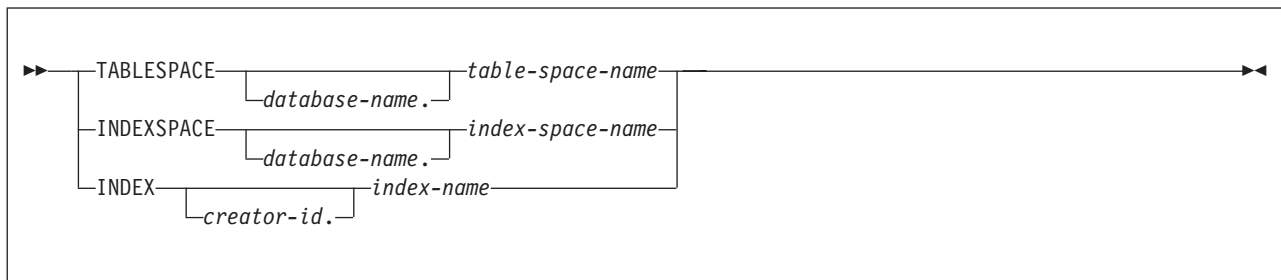 TABLESPACE table-space-name
database-name.
INDEXSPACE index-space-name
database-name.
INDEX index-name
creator-id.